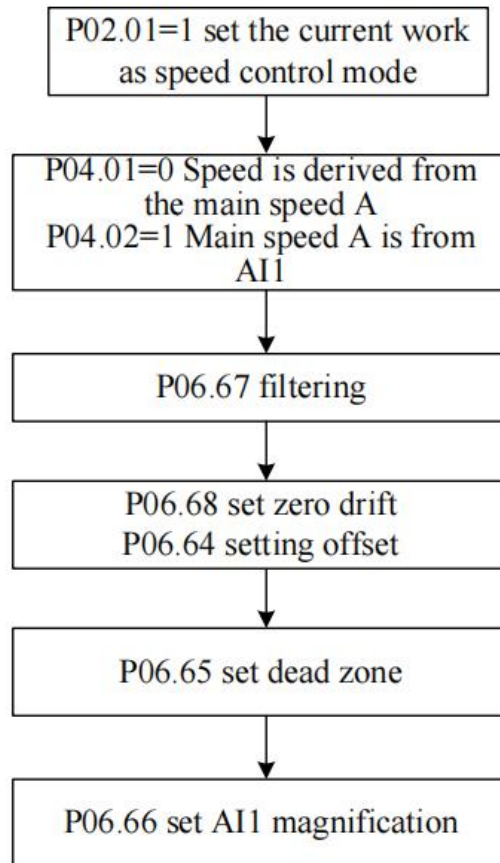 P02.01=1 set the current work
as speed control mode
P04.01=0 Speed is derived from
the main speed A
P04.02=1 Main speed A is from
AI1
P06.67 filtering
P06.68 set zero drift
P06.64 setting offset
P06.65 set dead zone
P06.66 set AI1 magnification